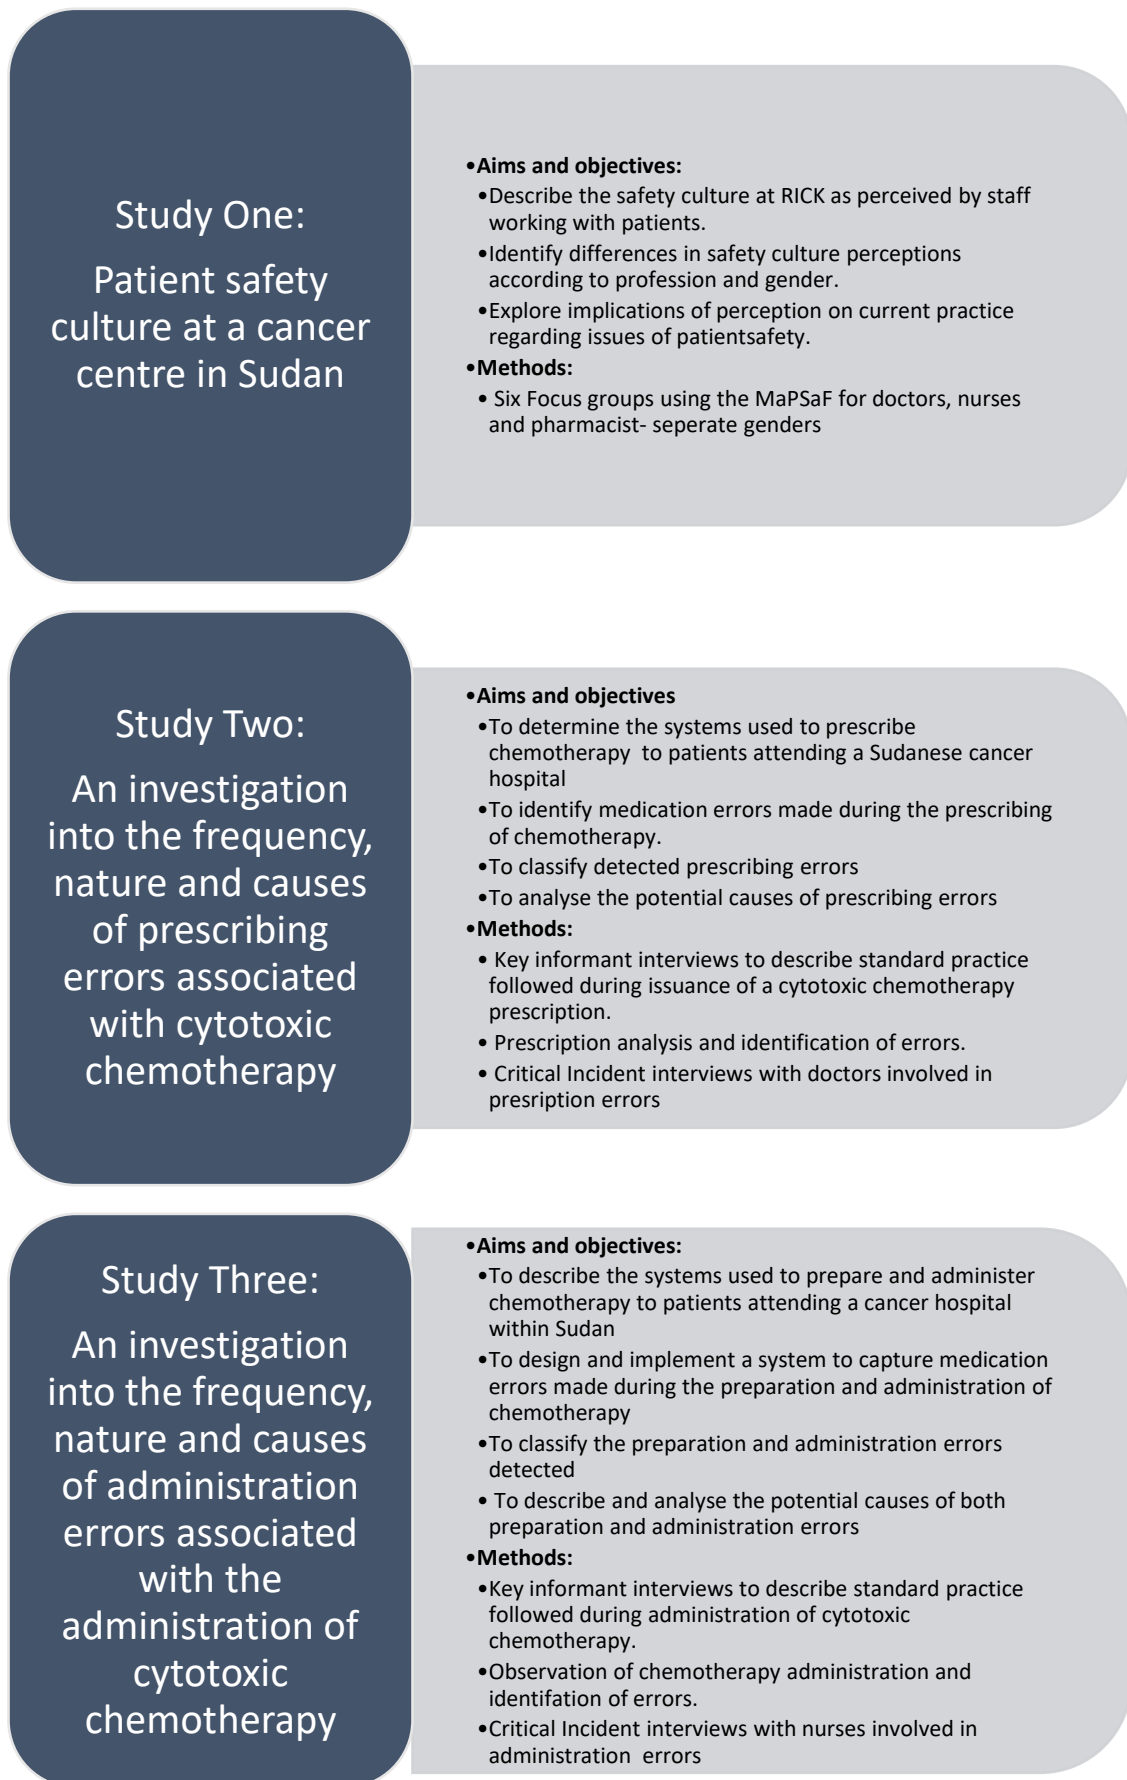 Study One:
Patient safety
culture at a cancer
centre in Sudan
•Aims and objectives:
•Describe the safety culture at RICK as perceived by staff
working with patients.
•Identify differences in safety culture perceptions
according to profession and gender.
•Explore implications of perception on current practice
regarding issues of patientsafety.
•Methods:
• Six Focus groups using the MaPSaF for doctors, nurses
and pharmacist- seperate genders
Study Two:
An investigation
into the frequency,
nature and causes
of prescribing
errors associated
with cytotoxic
chemotherapy
•Aims and objectives
•To determine the systems used to prescribe
chemotherapy  to patients attending a Sudanese cancer
hospital
•To identify medication errors made during the prescribing
of chemotherapy.
•To classify detected prescribing errors
•To analyse the potential causes of prescribing errors
•Methods:
• Key informant interviews to describe standard practice
followed during issuance of a cytotoxic chemotherapy
prescription.
• Prescription analysis and identification of errors.
• Critical Incident interviews with doctors involved in
presription errors
Study Three:
An investigation
into the frequency,
nature and causes
of administration
errors associated
with the
administration of
cytotoxic
chemotherapy
•Aims and objectives:
•To describe the systems used to prepare and administer
chemotherapy to patients attending a cancer hospital
within Sudan
•To design and implement a system to capture medication
errors made during the preparation and administration of
chemotherapy
•To classify the preparation and administration errors
detected
• To describe and analyse the potential causes of both
preparation and administration errors
•Methods:
•Key informant interviews to describe standard practice
followed during administration of cytotoxic
chemotherapy.
•Observation of chemotherapy administration and
identifation of errors.
•Critical Incident interviews with nurses involved in
administration  errors